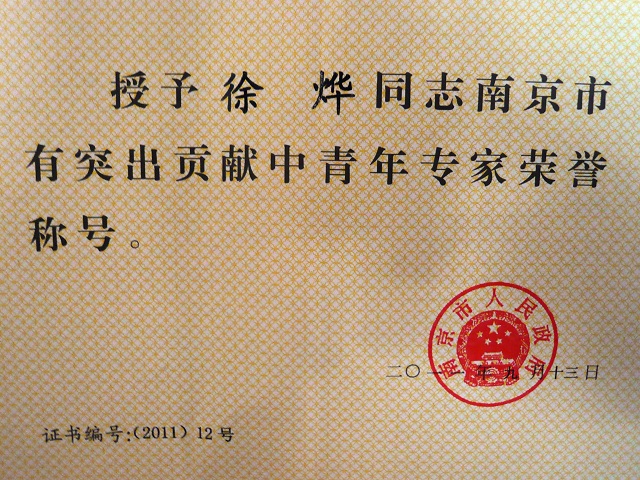 授予徐 烨同志南京市
有突出贡献中青年专家荣誉
称号。
南京市人民政府
二〇一一年九月十三日
证书编号:(2011) 12号